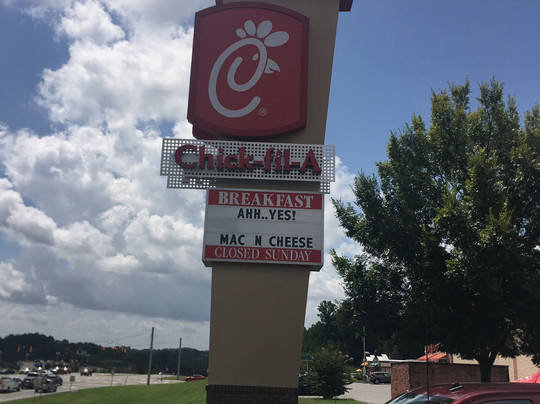 Chick-fil-A
BREAKFAST
AHH..YES!
MAC N CHEESE
CLOSED SUNDAY